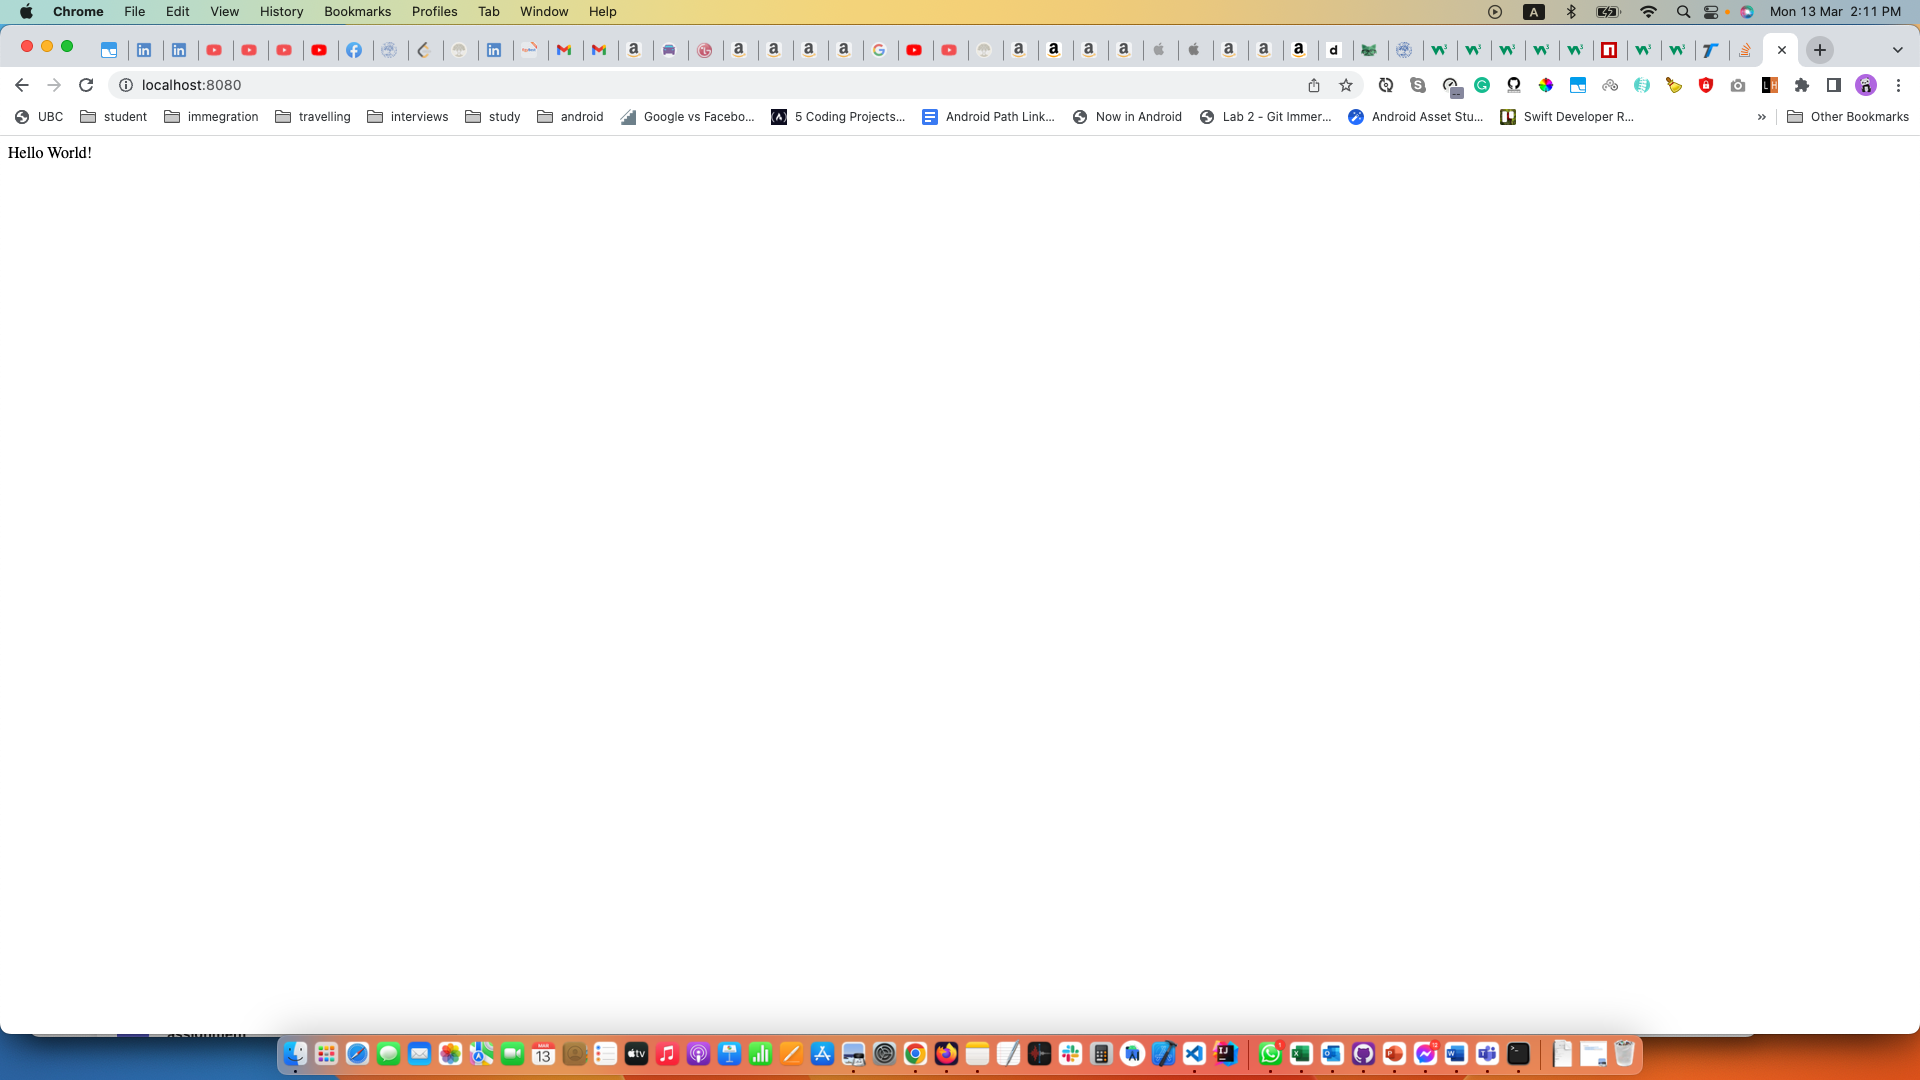 Chrome File Edit View History Bookmarks Profiles Tab Window Help A Mon 13 Mar 2:11 PM
localhost:8080
UBC student immegration travelling interviews study android Google vs Facebo... 5 Coding Projects... Android Path Link... Now in Android Lab 2 - Git Immer... Android Asset Stu... Swift Developer R... » Other Bookmarks
Hello World!